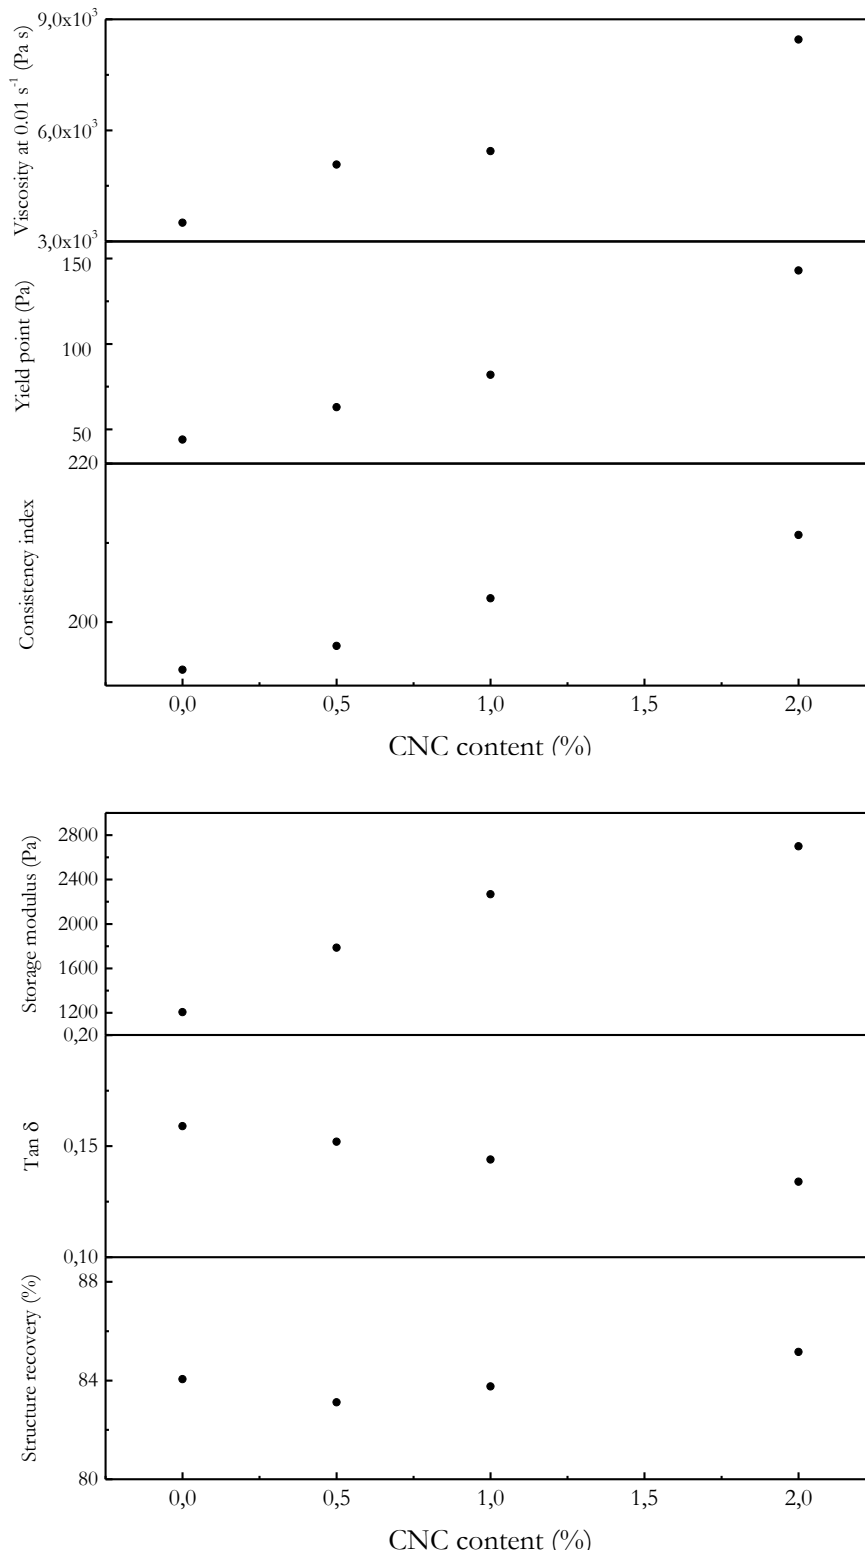 9,0x10³
6,0x10³
3,0x10³
Viscosity at 0.01 s⁻¹ (Pa s)
150
100
50
Yield point (Pa)
220
200
Consistency index
0,0 0,5 1,0 1,5 2,0
CNC content (%)
2800
2400
2000
1600
1200
Storage modulus (Pa)
0,20
0,15
0,10
Tan δ
88
84
80
Structure recovery (%)
0,0 0,5 1,0 1,5 2,0
CNC content (%)